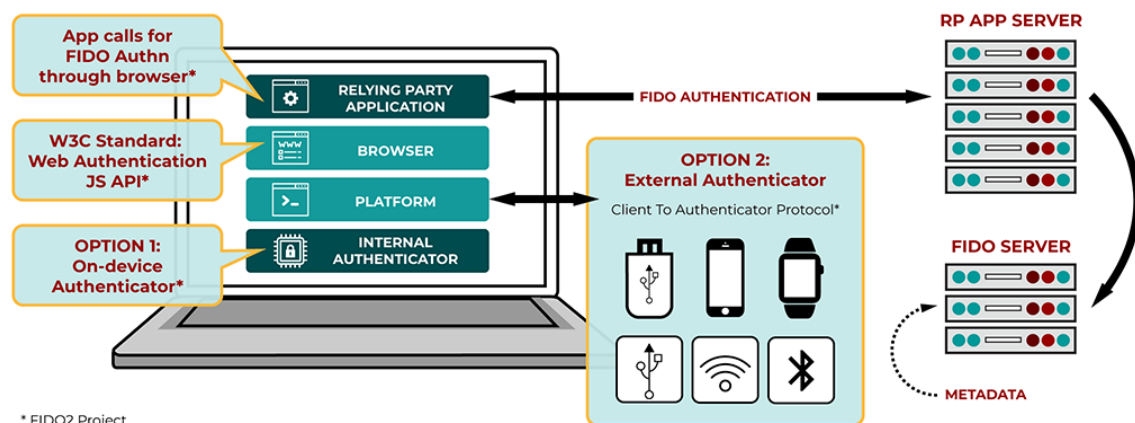 App calls for
FIDO Authn
through browser*
W3C Standard:
Web Authentication
JS API*
OPTION 1:
On-device
Authenticator*
RELYING PARTY
APPLICATION
WWW
BROWSER
PLATFORM
INTERNAL
AUTHENTICATOR
FIDO AUTHENTICATION
OPTION 2:
External Authenticator
Client To Authenticator Protocol*
RP APP SERVER
FIDO SERVER
METADATA
* FIDO2 Project